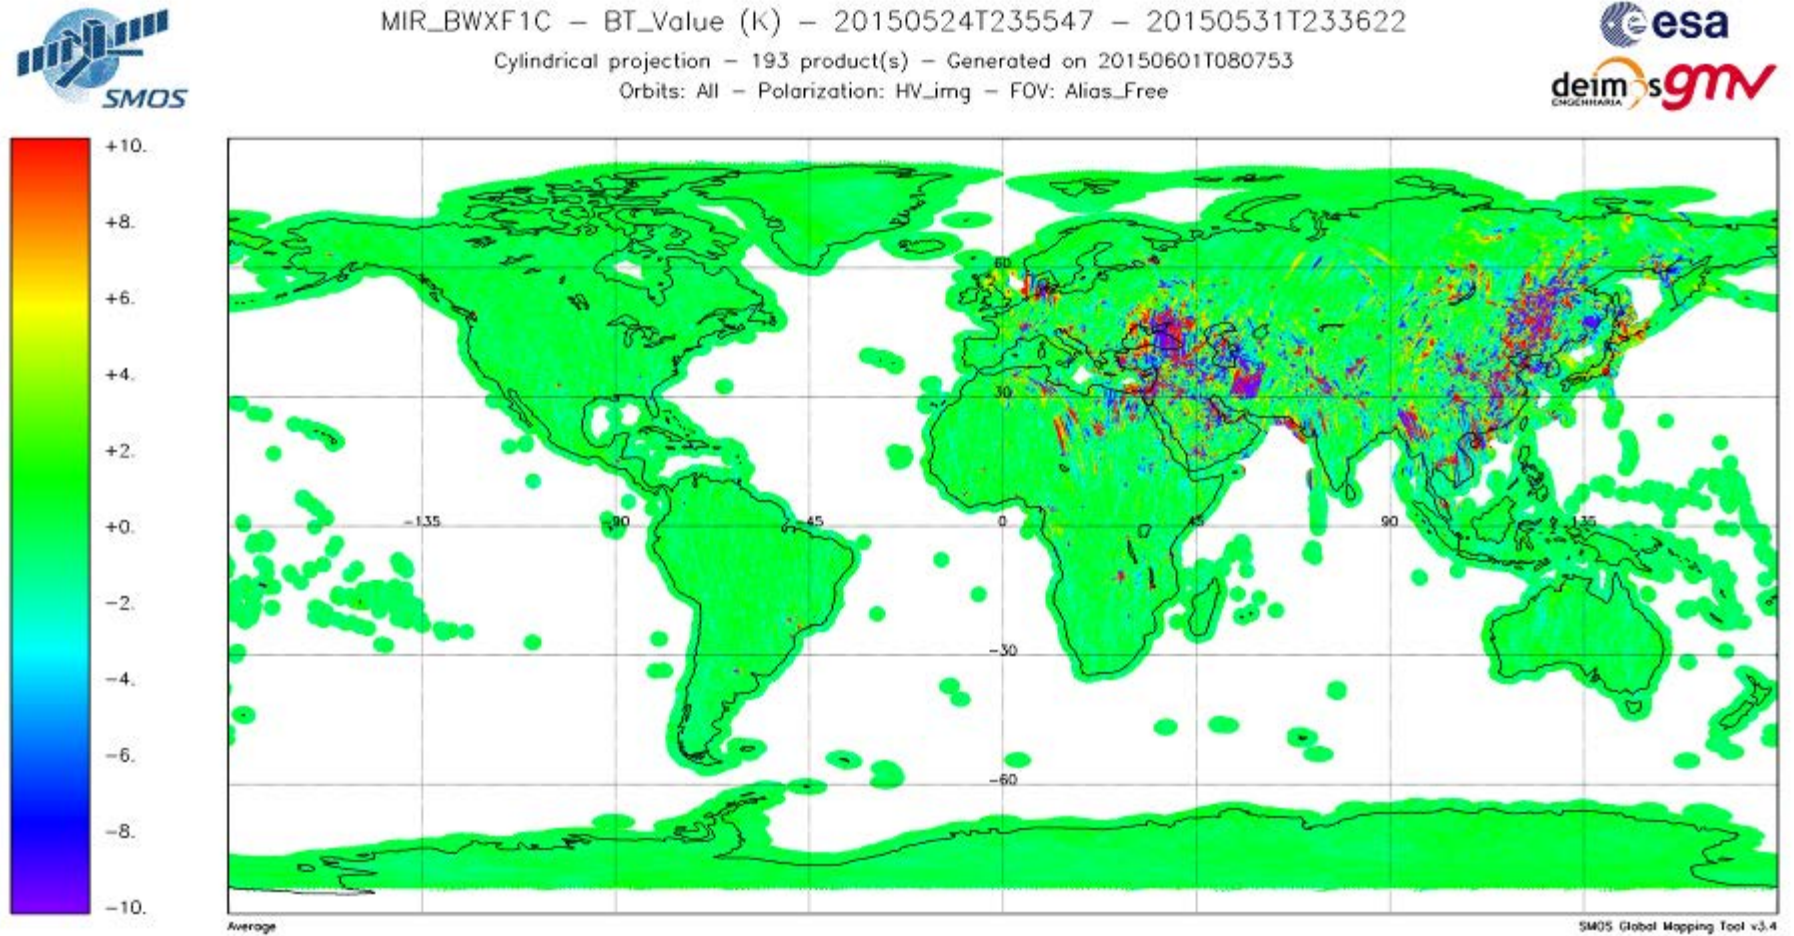 MIR_BWXF1C – BT_Value (K) – 20150524T235547 – 20150531T233622
Cylindrical projection – 193 product(s) – Generated on 20150601T080753
Orbits: All – Polarization: HV_img – FOV: Alias_Free
SMOS
esa
deimos
ENGENHARIA
gmv
+10.
+8.
+6.
+4.
+2.
+0.
−2.
−4.
−6.
−8.
−10.
60
30
−135
−90
−45
0
45
90
135
−30
−60
Average
SMOS Global Mapping Tool v3.4